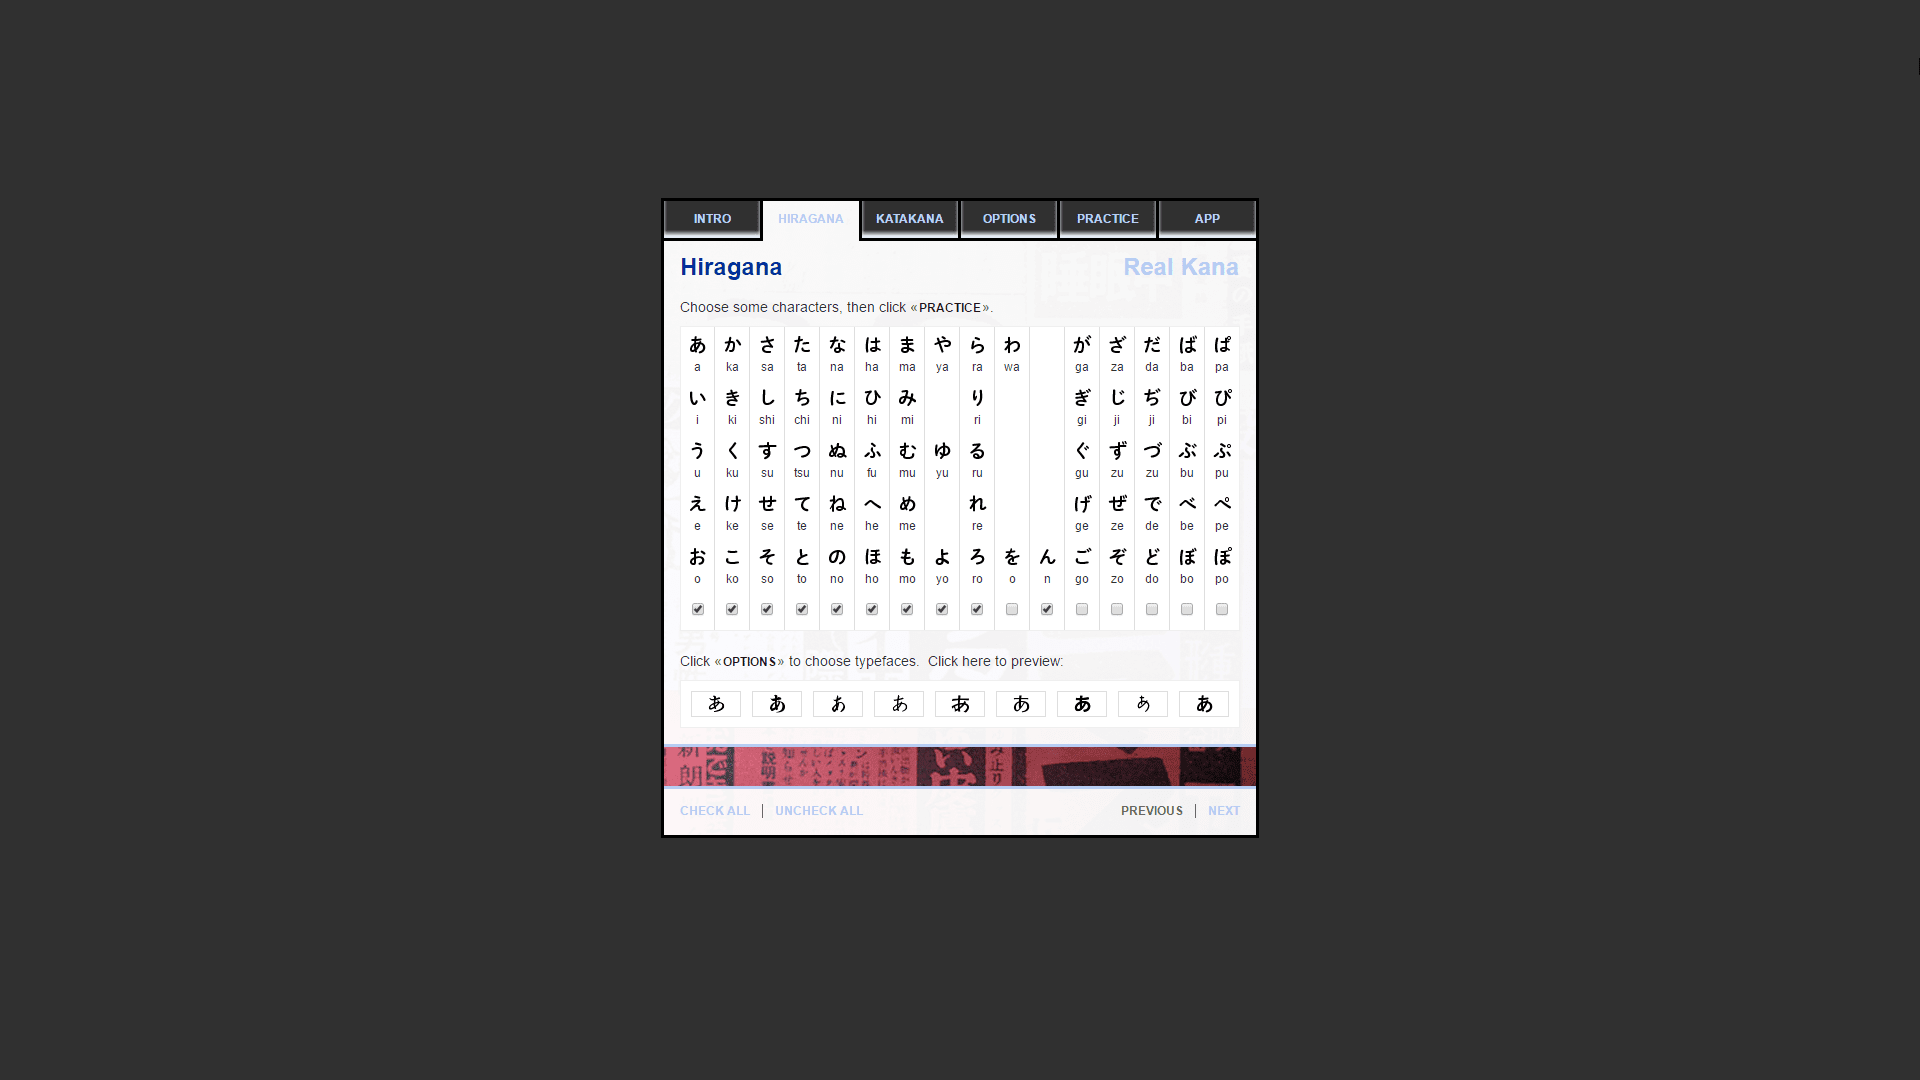 INTRO HIRAGANA KATAKANA OPTIONS PRACTICE APP
Hiragana Real Kana
Choose some characters, then click «PRACTICE».
あ か さ た な は ま や ら わ が ざ だ ば ぱ
a ka sa ta na ha ma ya ra wa ga za da ba pa
い き し ち に ひ み り ぎ じ ぢ び ぴ
i ki shi chi ni hi mi ri gi ji ji bi pi
う く す つ ぬ ふ む ゆ る ぐ ず づ ぶ ぷ
u ku su tsu nu fu mu yu ru gu zu zu bu pu
え け せ て ね へ め れ げ ぜ で べ ぺ
e ke se te ne he me re ge ze de be pe
お こ そ と の ほ も よ ろ を ん ご ぞ ど ぼ ぽ
o ko so to no ho mo yo ro o n go zo do bo po
Click «OPTIONS» to choose typefaces. Click here to preview:
あ あ あ あ あ あ あ あ あ
CHECK ALL | UNCHECK ALL PREVIOUS | NEXT